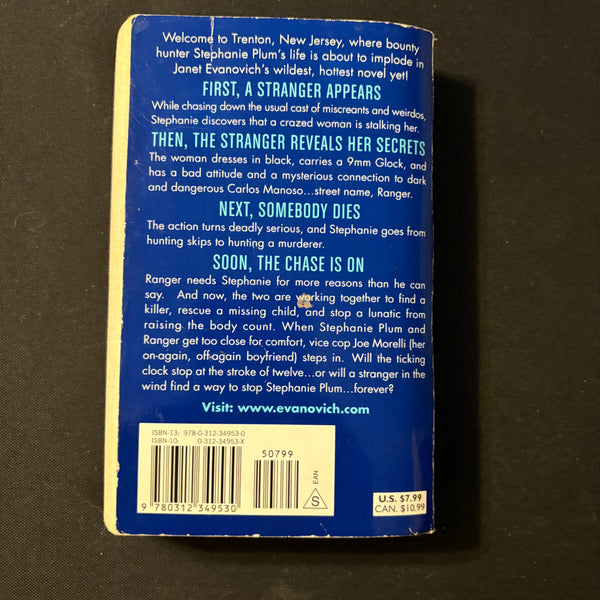 Welcome to Trenton, New Jersey, where bounty
hunter Stephanie Plum's life is about to implode in
Janet Evanovich's wildest, hottest novel yet!
FIRST, A STRANGER APPEARS
While chasing down the usual cast of miscreants and weirdos,
Stephanie discovers that a crazed woman is stalking her.
THEN, THE STRANGER REVEALS HER SECRETS
The woman dresses in black, carries a 9mm Glock, and
has a bad attitude and a mysterious connection to dark
and dangerous Carlos Manoso...street name, Ranger.
NEXT, SOMEBODY DIES
The action turns deadly serious, and Stephanie goes from
hunting skips to hunting a murderer.
SOON, THE CHASE IS ON
Ranger needs Stephanie for more reasons than he can
say. And now, the two are working together to find a
killer, rescue a missing child, and stop a lunatic from
raising the body count. When Stephanie Plum and
Ranger get too close for comfort, vice cop Joe Morelli (her
on-again, off-again boyfriend) steps in. Will the ticking
clock stop at the stroke of twelve...or will a stranger in the
wind find a way to stop Stephanie Plum...forever?
Visit: www.evanovich.com
ISBN-13: 978-0-312-34953-0
ISBN-10: 0-312-34953-X
50799
EAN
S
9 780312 349530
U.S. $7.99
CAN. $10.99